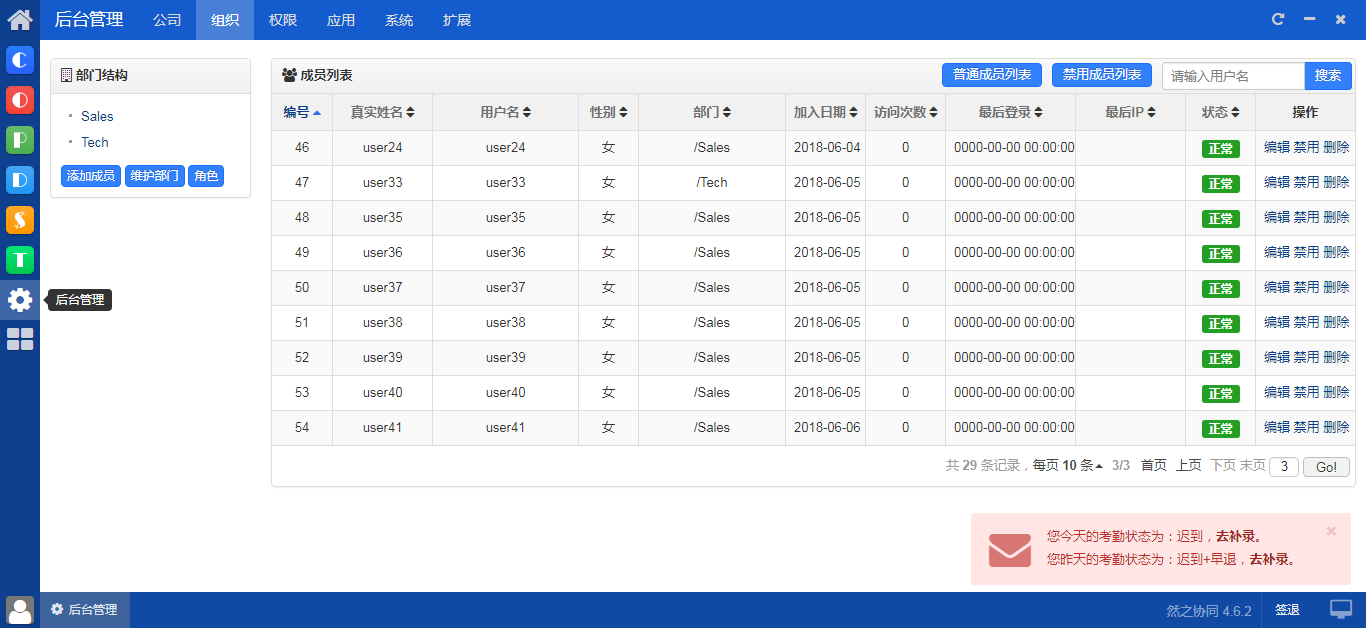 后台管理 公司 组织 权限 应用 系统 扩展
部门结构
Sales
Tech
添加成员 维护部门 角色
后台管理
成员列表 普通成员列表 禁用成员列表 请输入用户名 搜索
编号 真实姓名 用户名 性别 部门 加入日期 访问次数 最后登录 最后IP 状态 操作
46 user24 user24 女 /Sales 2018-06-04 0 0000-00-00 00:00:00 正常 编辑 禁用 删除
47 user33 user33 女 /Tech 2018-06-05 0 0000-00-00 00:00:00 正常 编辑 禁用 删除
48 user35 user35 女 /Sales 2018-06-05 0 0000-00-00 00:00:00 正常 编辑 禁用 删除
49 user36 user36 女 /Sales 2018-06-05 0 0000-00-00 00:00:00 正常 编辑 禁用 删除
50 user37 user37 女 /Sales 2018-06-05 0 0000-00-00 00:00:00 正常 编辑 禁用 删除
51 user38 user38 女 /Sales 2018-06-05 0 0000-00-00 00:00:00 正常 编辑 禁用 删除
52 user39 user39 女 /Sales 2018-06-05 0 0000-00-00 00:00:00 正常 编辑 禁用 删除
53 user40 user40 女 /Sales 2018-06-05 0 0000-00-00 00:00:00 正常 编辑 禁用 删除
54 user41 user41 女 /Sales 2018-06-06 0 0000-00-00 00:00:00 正常 编辑 禁用 删除
共 29 条记录，每页 10 条 3/3 首页 上页 下页 末页 3 Go!
您今天的考勤状态为：迟到，去补录。
您昨天的考勤状态为：迟到+早退，去补录。
后台管理 然之协同 4.6.2 签退